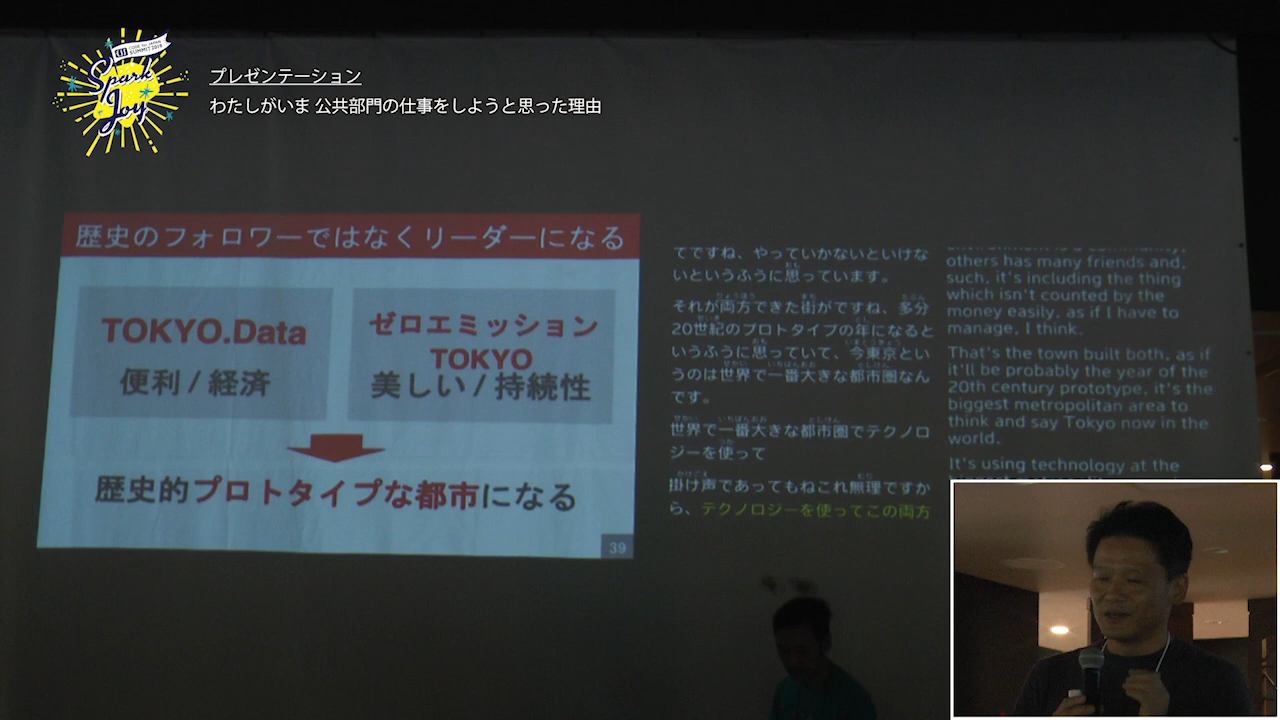 CODE for JAPAN
SUMMIT 2019
Spark
Joy
プレゼンテーション
わたしがいま 公共部門の仕事をしようと思った理由
歴史のフォロワーではなくリーダーになる
TOKYO.Data
便利 / 経済
ゼロエミッション
TOKYO
美しい / 持続性
歴史的プロトタイプな都市になる
39
てですね、やっていかないといけな
いというふうに思っています。
それが両方できた街がですね、多分
20世紀のプロトタイプの年になると
いうふうに思っていて、今東京とい
うのは世界で一番大きな都市圏なん
です。
世界で一番大きな都市圏でテクノロ
ジーを使って
掛け声であってもねこれ無理ですか
ら、テクノロジーを使ってこの両方
others has many friends and,
such, it's including the thing
which isn't counted by the
money easily, as if I have to
manage, I think.
That's the town built both, as if
it'll be probably the year of the
20th century prototype, it's the
biggest metropolitan area to
think and say Tokyo now in the
world.
It's using technology at the